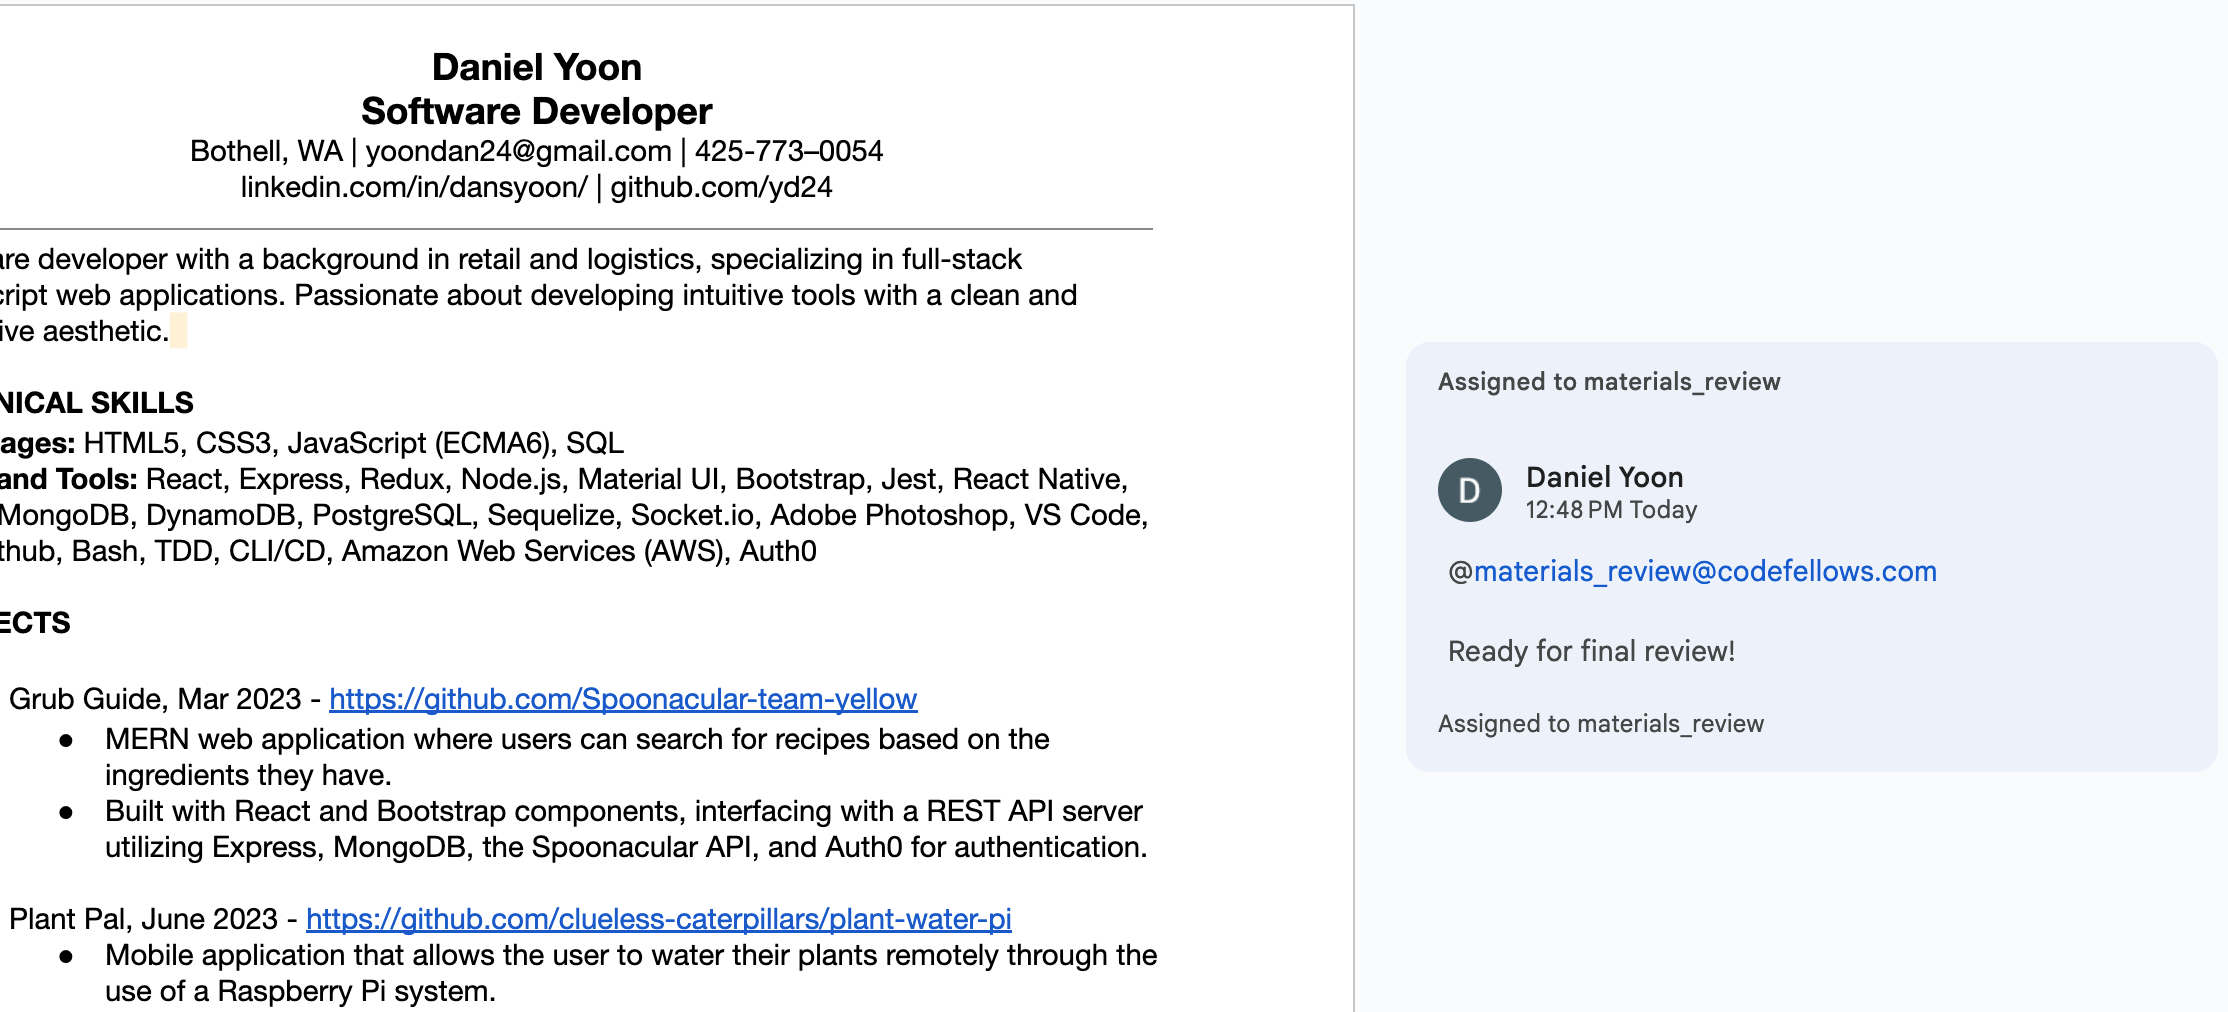 Daniel Yoon
Software Developer
Bothell, WA | yoondan24@gmail.com | 425-773–0054
linkedin.com/in/dansyoon/ | github.com/yd24
are developer with a background in retail and logistics, specializing in full-stack
cript web applications. Passionate about developing intuitive tools with a clean and
ive aesthetic.
NICAL SKILLS
ages: HTML5, CSS3, JavaScript (ECMA6), SQL
and Tools: React, Express, Redux, Node.js, Material UI, Bootstrap, Jest, React Native,
MongoDB, DynamoDB, PostgreSQL, Sequelize, Socket.io, Adobe Photoshop, VS Code,
thub, Bash, TDD, CLI/CD, Amazon Web Services (AWS), Auth0
ECTS
Grub Guide, Mar 2023 - https://github.com/Spoonacular-team-yellow
● MERN web application where users can search for recipes based on the
ingredients they have.
● Built with React and Bootstrap components, interfacing with a REST API server
utilizing Express, MongoDB, the Spoonacular API, and Auth0 for authentication.
Plant Pal, June 2023 - https://github.com/clueless-caterpillars/plant-water-pi
● Mobile application that allows the user to water their plants remotely through the
use of a Raspberry Pi system.
Assigned to materials_review
D
Daniel Yoon
12:48 PM Today
@materials_review@codefellows.com
Ready for final review!
Assigned to materials_review